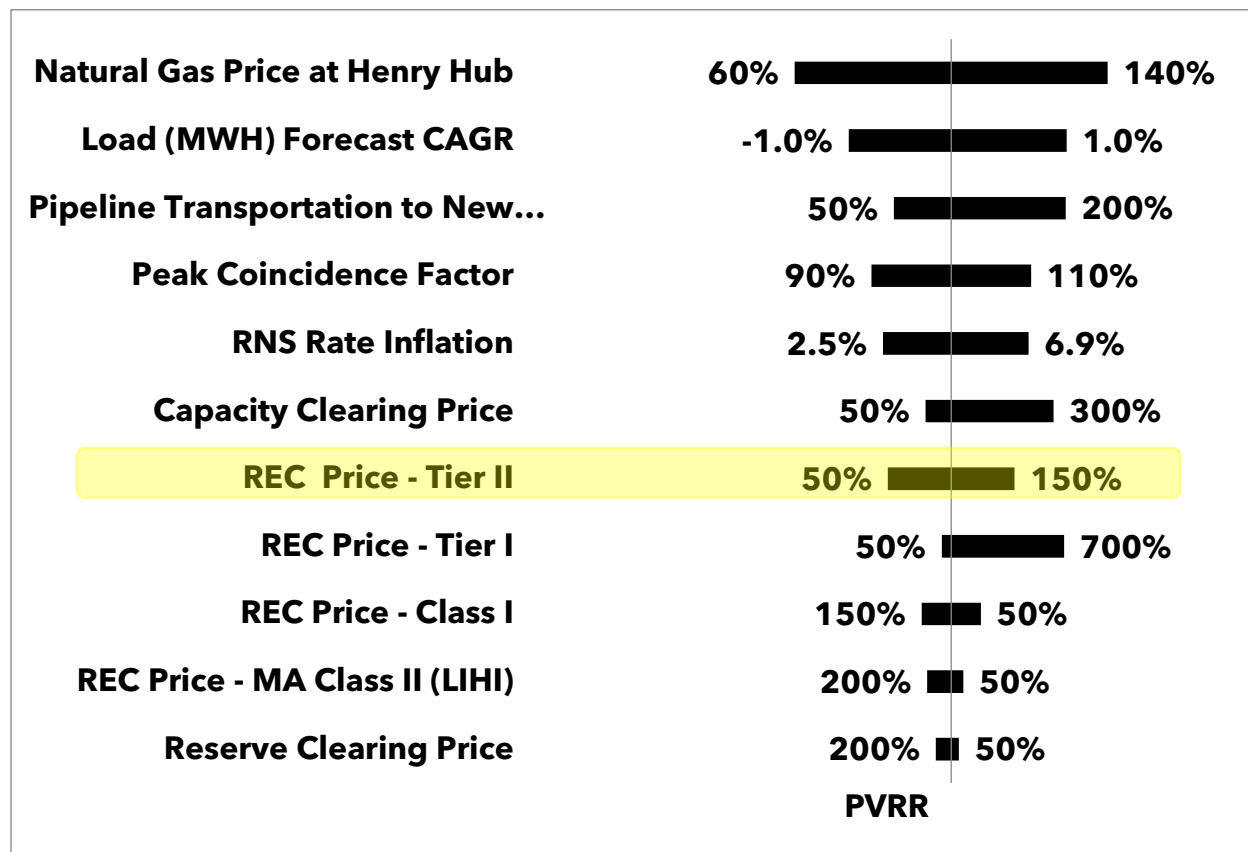 Natural Gas Price at Henry Hub 60% 140%
Load (MWH) Forecast CAGR -1.0% 1.0%
Pipeline Transportation to New… 50% 200%
Peak Coincidence Factor 90% 110%
RNS Rate Inflation 2.5% 6.9%
Capacity Clearing Price 50% 300%
REC Price - Tier II 50% 150%
REC Price - Tier I 50% 700%
REC Price - Class I 150% 50%
REC Price - MA Class II (LIHI) 200% 50%
Reserve Clearing Price 200% 50%
PVRR